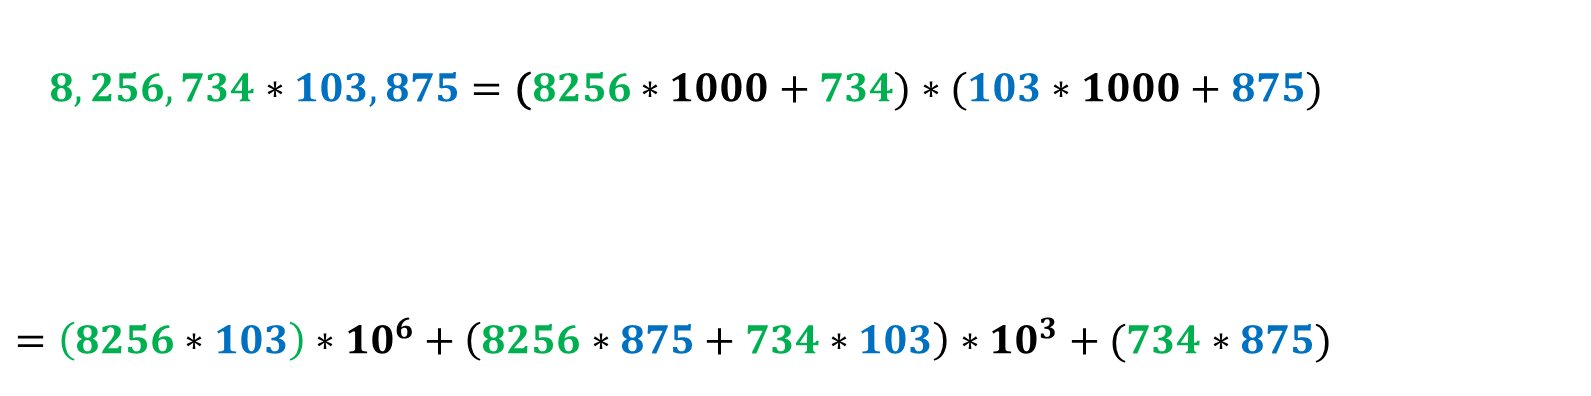 8,256,734 * 103,875 = (8256 * 1000 + 734) * (103 * 1000 + 875)
= (8256 * 103) * 10⁶ + (8256 * 875 + 734 * 103) * 10³ + (734 * 875)